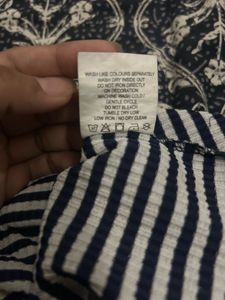 WASH LIKE COLOURS SEPARATELY
WASH DRY INSIDE OUT
DO NOT IRON DIRECTLY
ON DECORATION
MACHINE WASH COLD/
GENTLE CYCLE
DO NOT BLEACH
TUMBLE DRY LOW
LOW IRON / NO DRY CLEAN